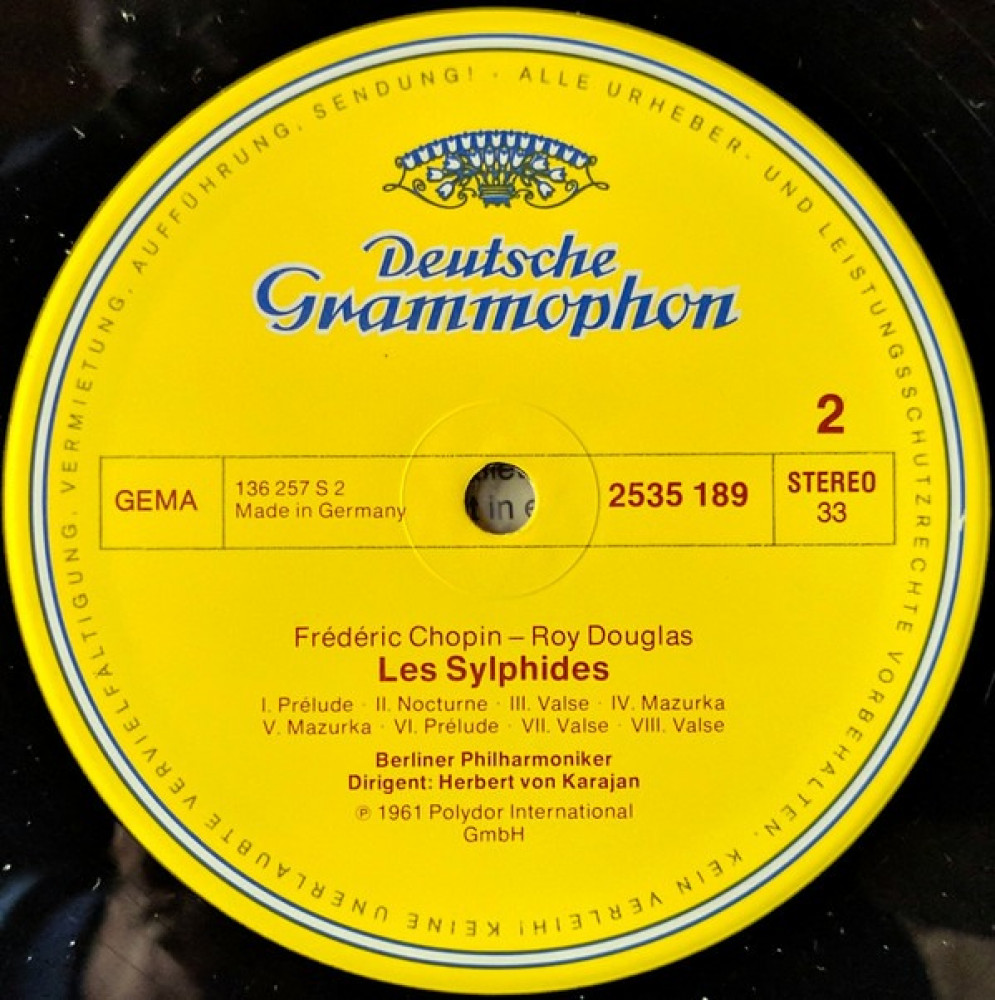 ALLE URHEBER- UND LEISTUNGSSCHUTZRECHTE VORBEHALTEN. KEIN VERLEIH! KEINE UNERLAUBTE VERVIELFÄLTIGUNG, VERMIETUNG, AUFFÜHRUNG, SENDUNG! ·
Deutsche
Grammophon
2
GEMA
136 257 S 2
Made in Germany
2535 189
STEREO
33
Frédéric Chopin – Roy Douglas
Les Sylphides
I. Prélude · II. Nocturne · III. Valse · IV. Mazurka
V. Mazurka · VI. Prélude · VII. Valse · VIII. Valse
Berliner Philharmoniker
Dirigent: Herbert von Karajan
℗ 1961 Polydor International
GmbH